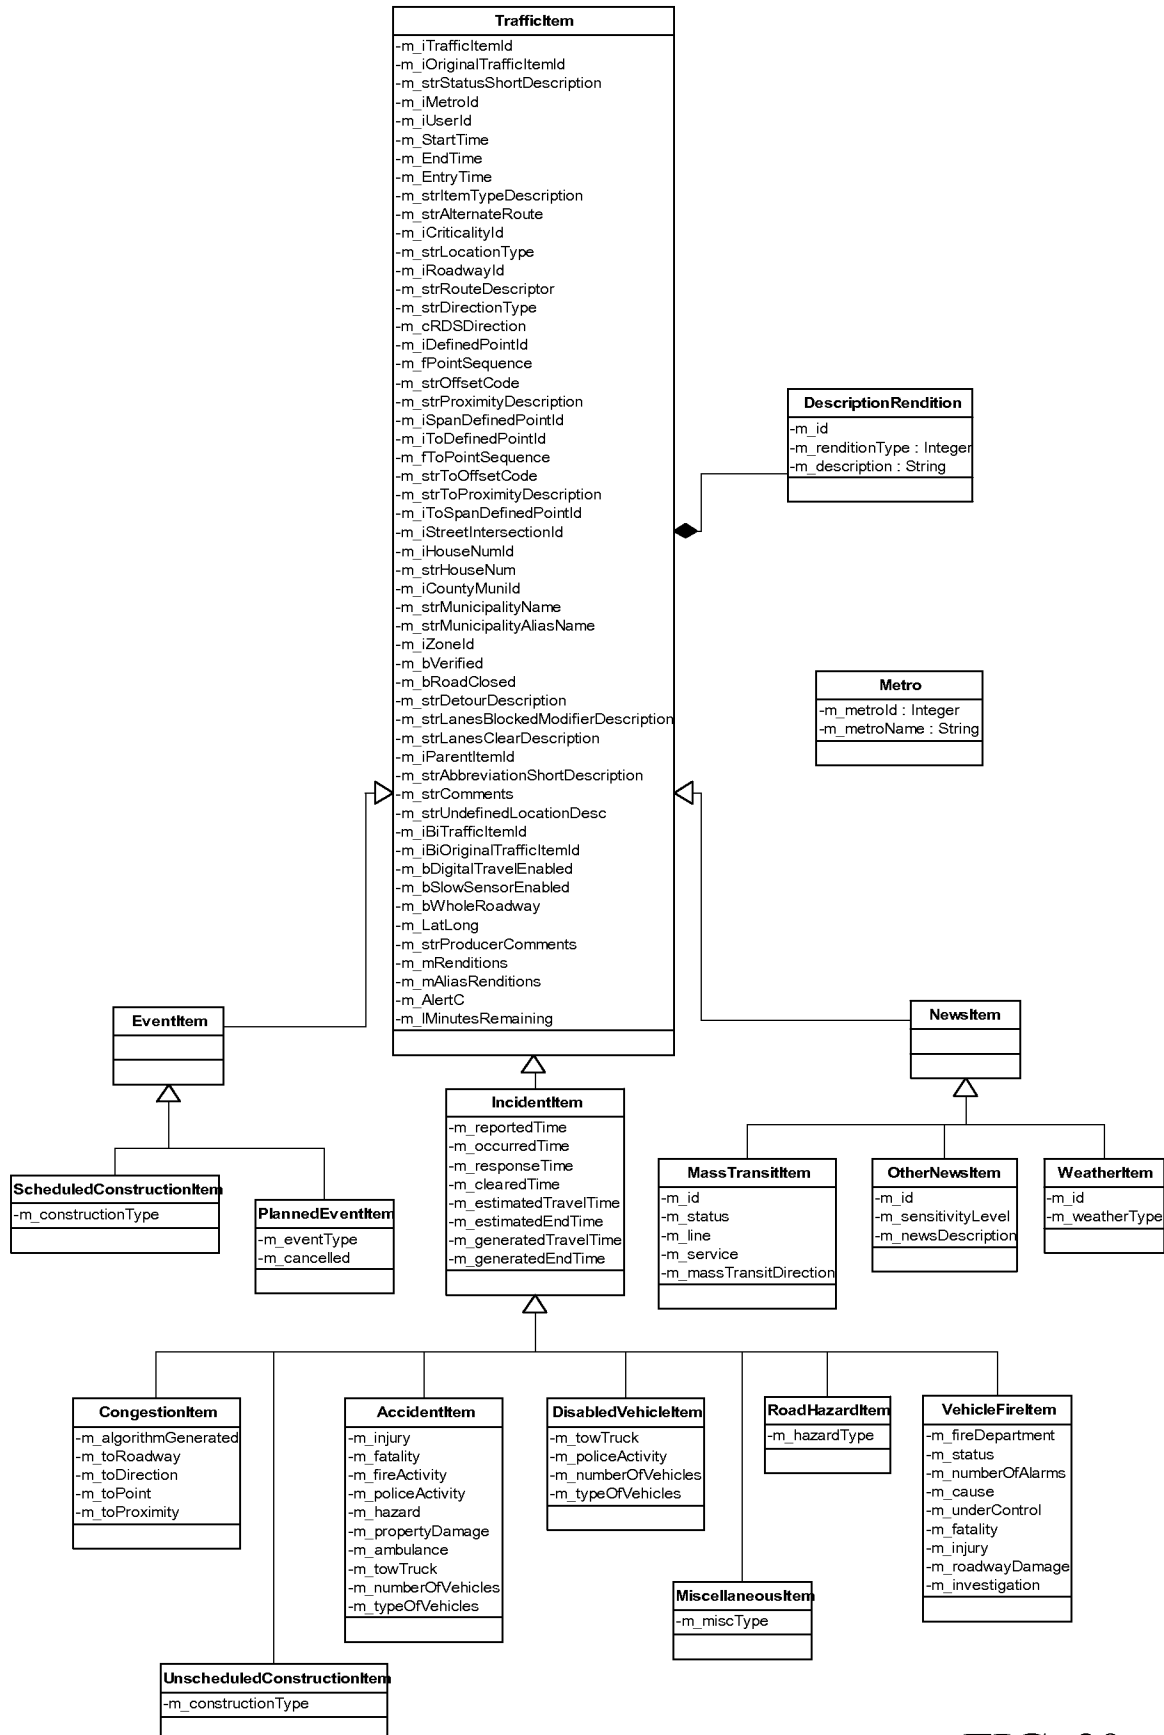 TrafficItem
-m_iTrafficItemId
-m_iOriginalTrafficItemId
-m_strStatusShortDescription
-m_iMetroId
-m_iUserId
-m_StartTime
-m_EndTime
-m_EntryTime
-m_strItemTypeDescription
-m_strAlternateRoute
-m_iCriticalityId
-m_strLocationType
-m_iRoadwayId
-m_strRouteDescriptor
-m_strDirectionType
-m_cRDSDirection
-m_iDefinedPointId
-m_fPointSequence
-m_strOffsetCode
-m_strProximityDescription
-m_iSpanDefinedPointId
-m_iToDefinedPointId
-m_fToPointSequence
-m_strToOffsetCode
-m_strToProximityDescription
-m_iToSpanDefinedPointId
-m_iStreetIntersectionId
-m_iHouseNumId
-m_strHouseNum
-m_iCountyMuniId
-m_strMunicipalityName
-m_strMunicipalityAliasName
-m_iZoneId
-m_bVerified
-m_bRoadClosed
-m_strDetourDescription
-m_strLanesBlockedModifierDescription
-m_strLanesClearDescription
-m_iParentItemId
-m_strAbbreviationShortDescription
-m_strComments
-m_strUndefinedLocationDesc
-m_iBiTrafficItemId
-m_iBiOriginalTrafficItemId
-m_bDigitalTravelEnabled
-m_bSlowSensorEnabled
-m_bWholeRoadway
-m_LatLong
-m_strProducerComments
-m_mRenditions
-m_mAliasRenditions
-m_AlertC
-m_lMinutesRemaining
DescriptionRendition
-m_id
-m_renditionType : Integer
-m_description : String
Metro
-m_metroId : Integer
-m_metroName : String
EventItem
NewsItem
IncidentItem
-m_reportedTime
-m_occurredTime
-m_responseTime
-m_clearedTime
-m_estimatedTravelTime
-m_estimatedEndTime
-m_generatedTravelTime
-m_generatedEndTime
ScheduledConstructionItem
-m_constructionType
PlannedEventItem
-m_eventType
-m_cancelled
MassTransitItem
-m_id
-m_status
-m_line
-m_service
-m_massTransitDirection
OtherNewsItem
-m_id
-m_sensitivityLevel
-m_newsDescription
WeatherItem
-m_id
-m_weatherType
CongestionItem
-m_algorithmGenerated
-m_toRoadway
-m_toDirection
-m_toPoint
-m_toProximity
AccidentItem
-m_injury
-m_fatality
-m_fireActivity
-m_policeActivity
-m_hazard
-m_propertyDamage
-m_ambulance
-m_towTruck
-m_numberOfVehicles
-m_typeOfVehicles
DisabledVehicleItem
-m_towTruck
-m_policeActivity
-m_numberOfVehicles
-m_typeOfVehicles
RoadHazardItem
-m_hazardType
VehicleFireItem
-m_fireDepartment
-m_status
-m_numberOfAlarms
-m_cause
-m_underControl
-m_fatality
-m_injury
-m_roadwayDamage
-m_investigation
MiscellaneousItem
-m_miscType
UnscheduledConstructionItem
-m_constructionType